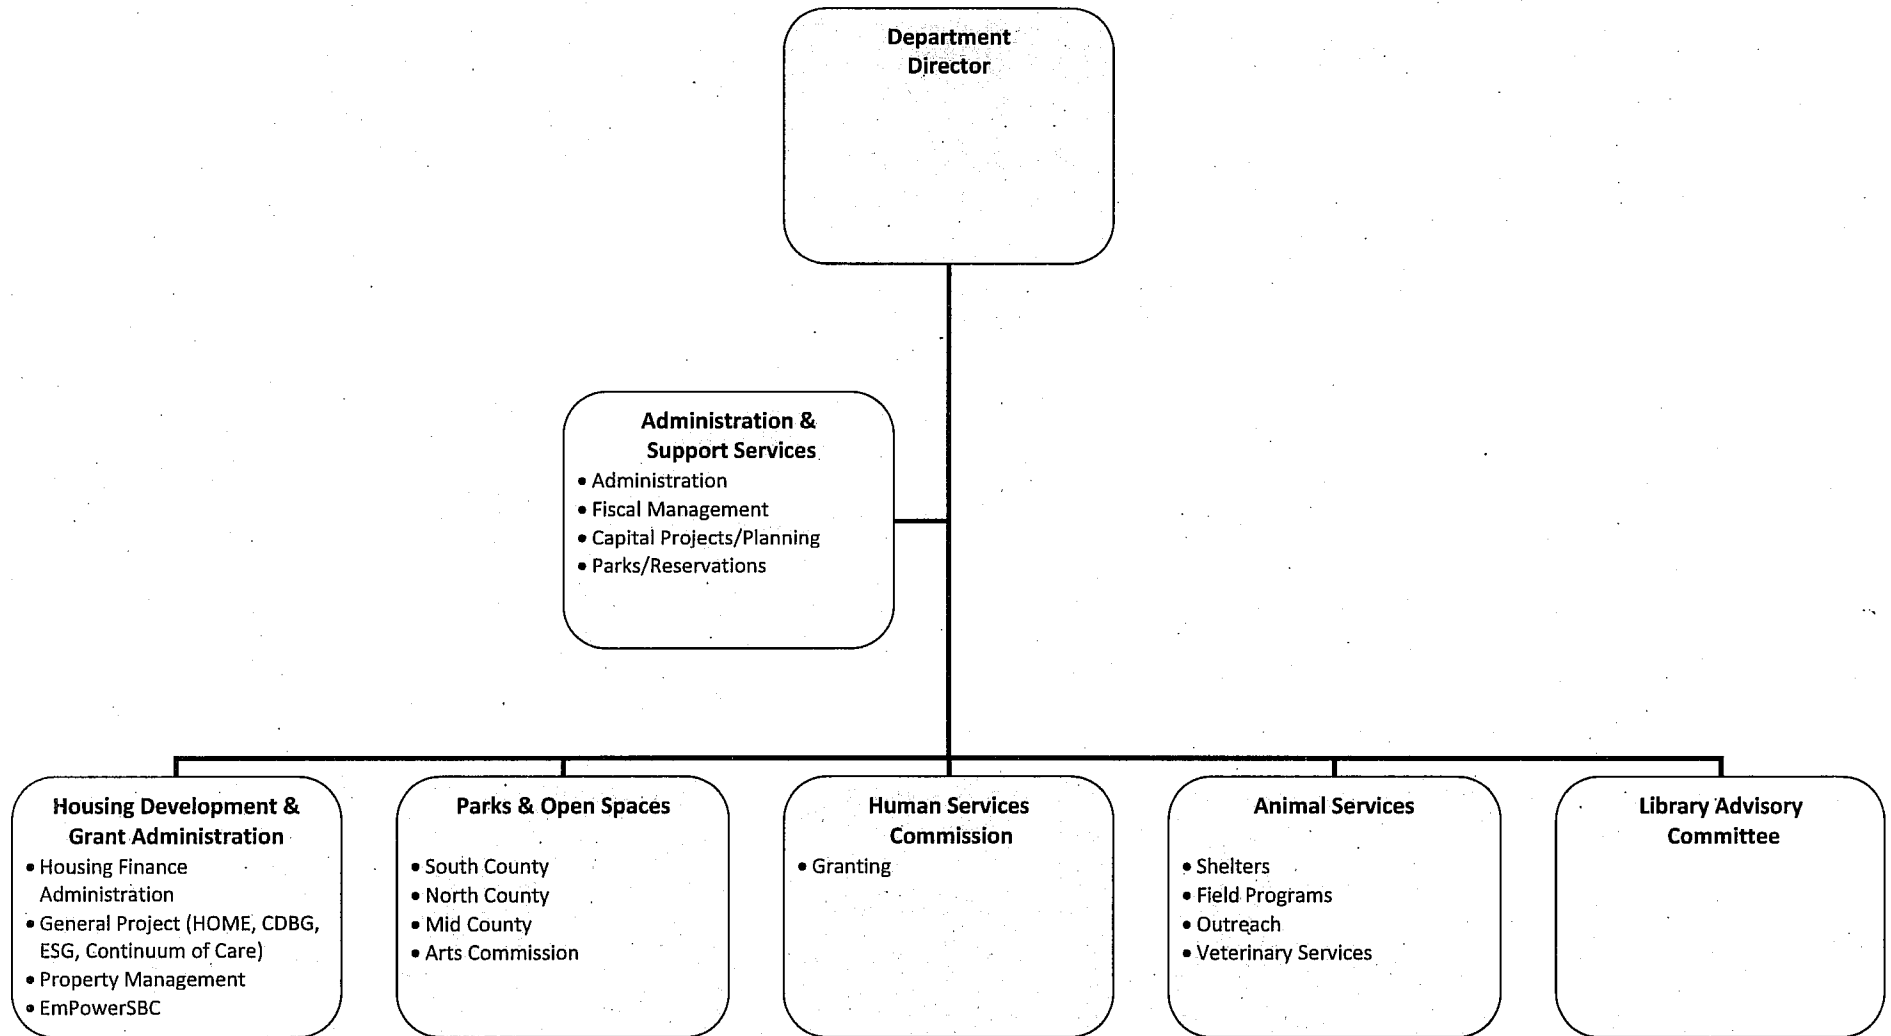 Department
Director
Administration &
Support Services
• Administration
• Fiscal Management
• Capital Projects/Planning
• Parks/Reservations
Housing Development &
Grant Administration
• Housing Finance
Administration
• General Project (HOME, CDBG,
ESG, Continuum of Care)
• Property Management
• EmPowerSBC
Parks & Open Spaces
• South County
• North County
• Mid County
• Arts Commission
Human Services
Commission
• Granting
Animal Services
• Shelters
• Field Programs
• Outreach
• Veterinary Services
Library Advisory
Committee